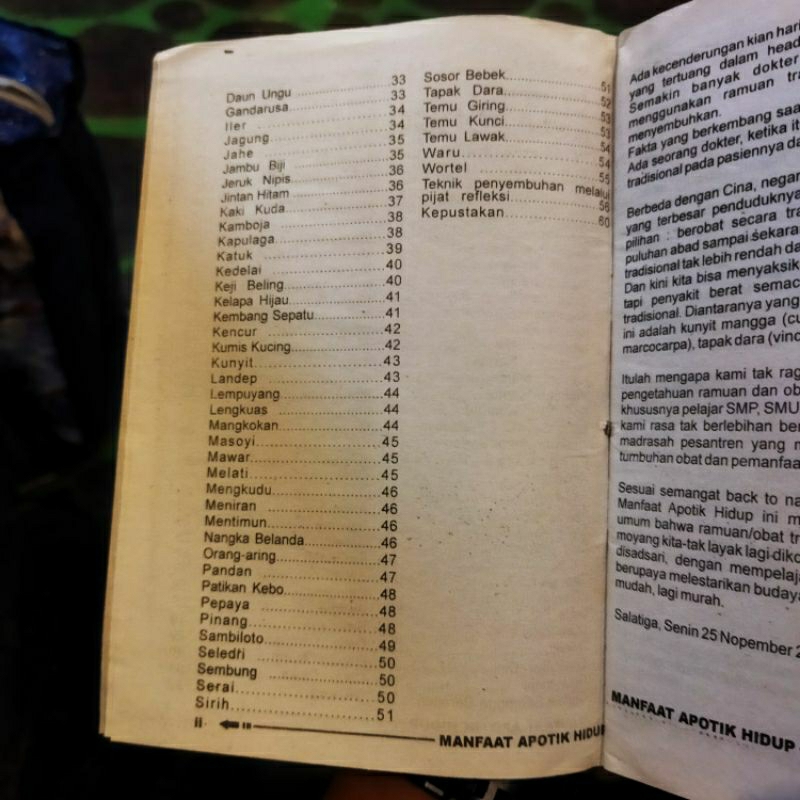 Daun Ungu ........ 33
Gandarusa ........ 33
Iler ........ 34
Jagung ........ 34
Jahe ........ 35
Jambu Biji ........ 35
Jeruk Nipis ........ 36
Jintan Hitam ........ 36
Kaki Kuda ........ 37
Kamboja ........ 38
Kapulaga ........ 38
Katuk ........ 39
Kedelai ........ 40
Keji Beling ........ 40
Kelapa Hijau ........ 41
Kembang Sepatu ........ 41
Kencur ........ 42
Kumis Kucing ........ 42
Kunyit ........ 43
Landep ........ 43
Lempuyang ........ 44
Lengkuas ........ 44
Mangkokan ........ 44
Masoyi ........ 45
Mawar ........ 45
Melati ........ 45
Mengkudu ........ 46
Meniran ........ 46
Mentimun ........ 46
Nangka Belanda ........ 46
Orang-aring ........ 47
Pandan ........ 47
Patikan Kebo ........ 48
Pepaya ........ 48
Pinang ........ 48
Sambiloto ........ 49
Seledri ........ 50
Sembung ........ 50
Serai ........ 50
Sirih ........ 51
Sosor Bebek ........ 51
Tapak Dara ........ 52
Temu Giring ........ 53
Temu Kunci ........ 53
Temu Lawak ........ 54
Waru ........ 54
Wortel ........ 55
Teknik penyembuhan melalui
pijat refleksi ........ 56
Kepustakan ........ 60
ii
MANFAAT APOTIK HIDUP
Ada kecenderungan kian hari
yang tertuang dalam
Semakin banyak dokter
menggunakan ramuan
menyembuhkan.
Fakta yang berkembang
Ada seorang dokter, ketika
tradisional pada pasiennya
Berbeda dengan Cina,
yang terbesar penduduknya
pilihan : berobat secara
puluhan abad sampai
tradisional tak lebih rendah
Dan kini kita bisa
tapi penyakit berat
tradisional. Diantaranya yang
ini adalah kunyit mangga
marcocarpa), tapak dara
Itulah mengapa kami tak
pengetahuan ramuan dan
khususnya pelajar SMP, SMU
kami rasa tak berlebihan
madrasah pesantren yang
tumbuhan obat dan
Sesuai semangat back to
Manfaat Apotik Hidup ini
umum bahwa ramuan/obat
moyang kita-tak layak lagi
disadsari, dengan
berupaya melestarikan
mudah, lagi murah.
Salatiga, Senin 25 Nopember
MANFAAT APOTIK HIDUP